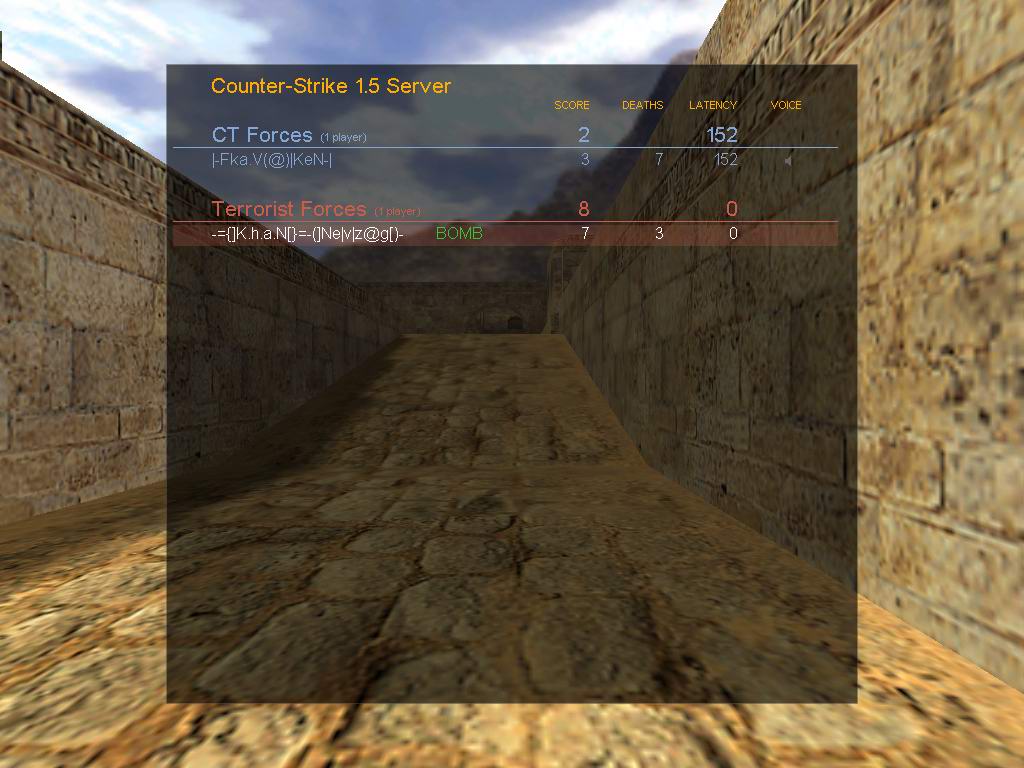 Counter-Strike 1.5 Server
SCORE DEATHS LATENCY VOICE
CT Forces (1 player) 2 152
|-Fka.V(@)|KeN-| 3 7 152
Terrorist Forces (1 player) 8 0
-={[]K.h.a.N[]}=-(]Ne|v|z@g[)- BOMB 7 3 0